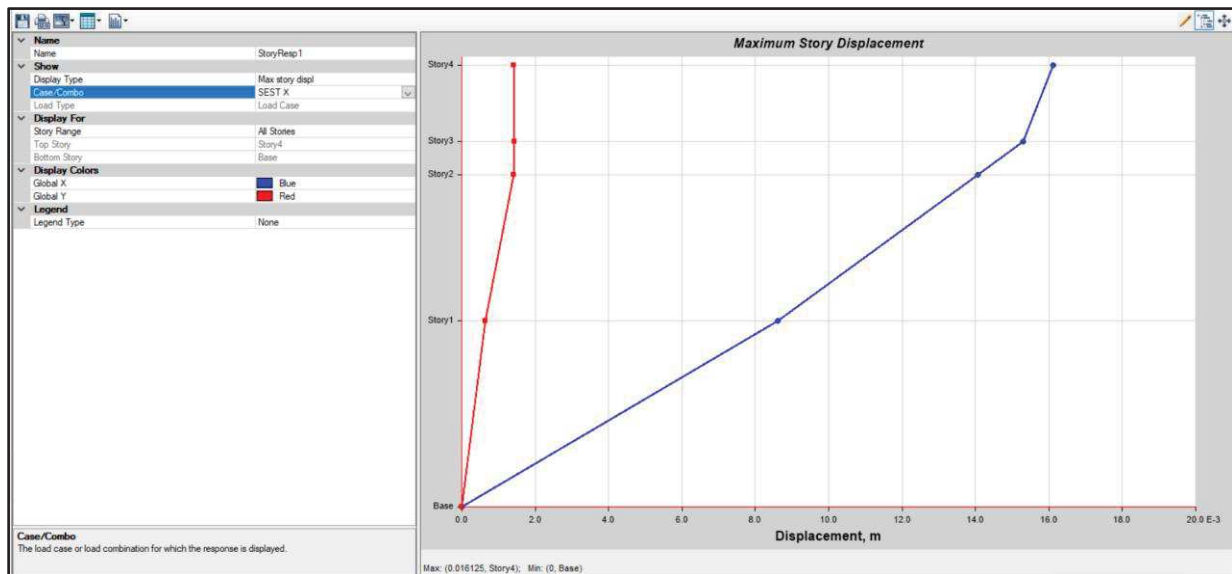 Name
Name StoryResp1
Show
Display Type Max story displ
Case/Combo SEST X
Load Type Load Case
Display For
Story Range All Stories
Top Story Story4
Bottom Story Base
Display Colors
Global X Blue
Global Y Red
Legend
Legend Type None
Case/Combo
The load case or load combination for which the response is displayed.
Maximum Story Displacement
Story4
Story3
Story2
Story1
Base
0.0 2.0 4.0 6.0 8.0 10.0 12.0 14.0 16.0 18.0 20.0 E-3
Displacement, m
Max: (0.016125, Story4); Min: (0, Base)